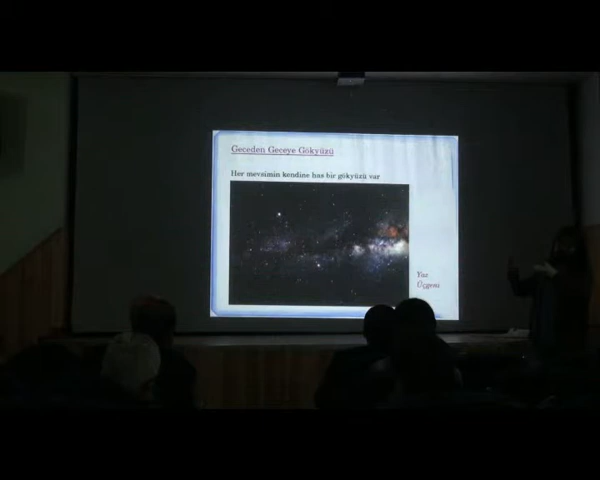 Geceden Geceye Gökyüzü
Her mevsimin kendine has bir gökyüzü var
Yaz
Üçgeni